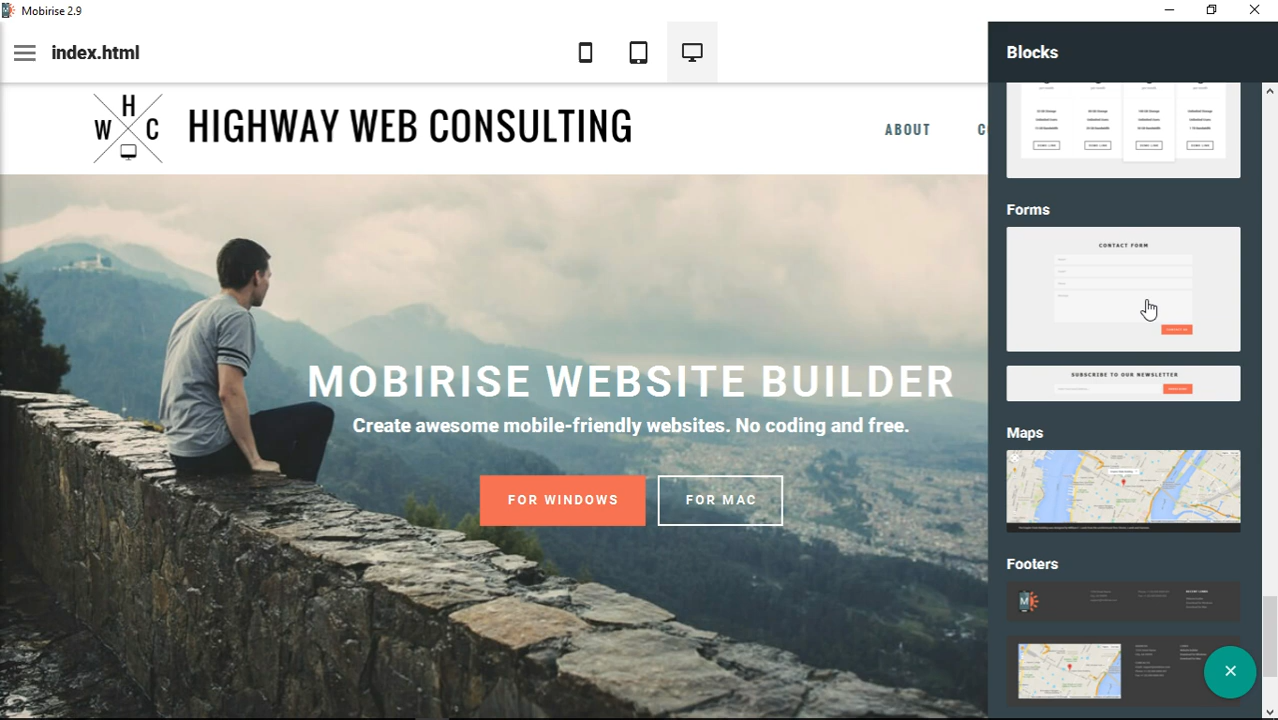 Mobirise 2.9
index.html
Blocks
H
W C
HIGHWAY WEB CONSULTING
ABOUT
C
MOBIRISE WEBSITE BUILDER
Create awesome mobile-friendly websites. No coding and free.
FOR WINDOWS
FOR MAC
Forms
CONTACT FORM
SUBSCRIBE TO OUR NEWSLETTER
Maps
Footers
M